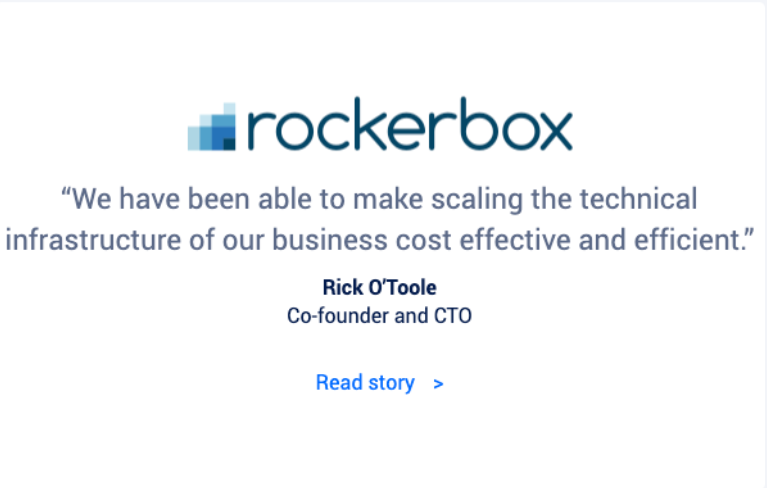 rockerbox
“We have been able to make scaling the technical
infrastructure of our business cost effective and efficient.”
Rick O'Toole
Co-founder and CTO
Read story >